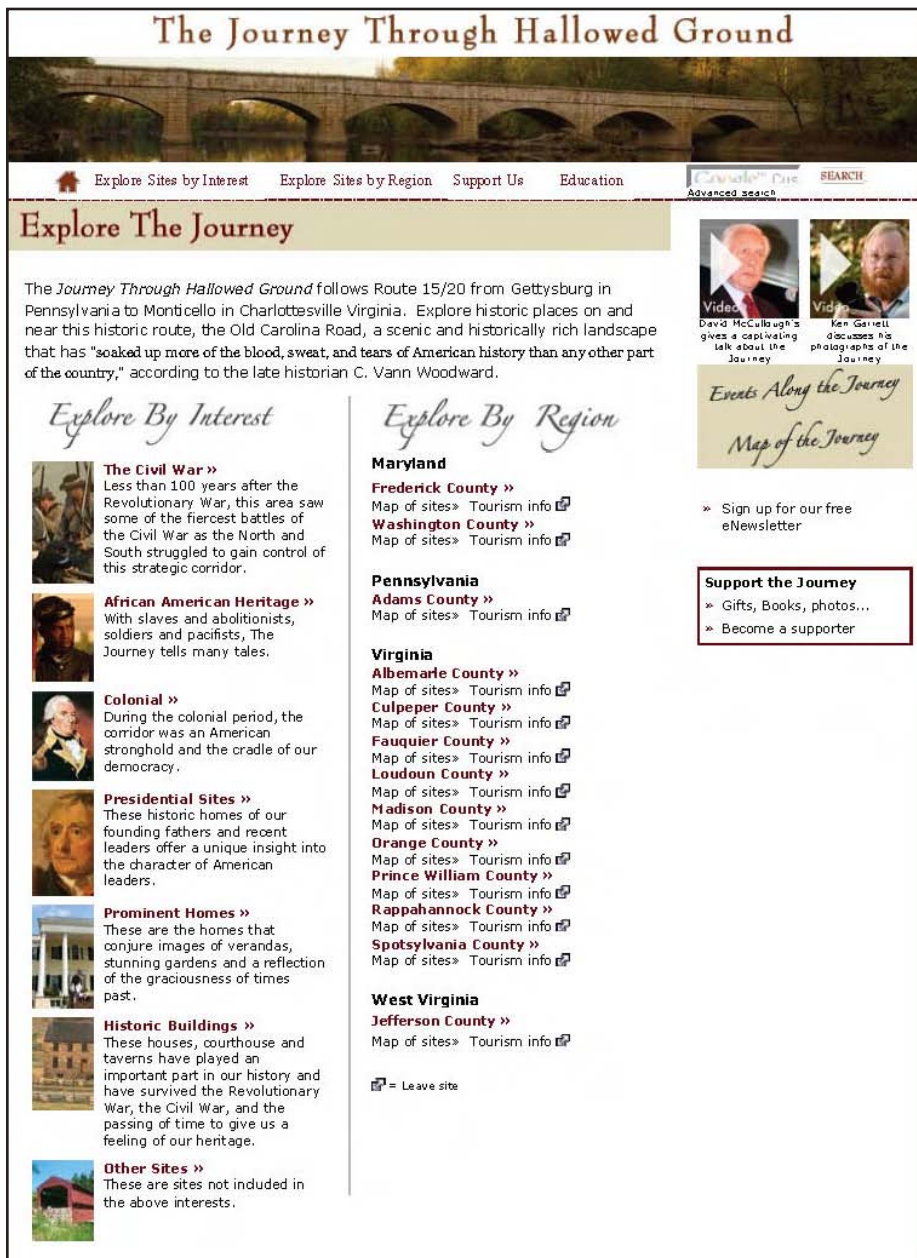 The Journey Through Hallowed Ground
Explore Sites by Interest
Explore Sites by Region
Support Us
Education
Google™ Cus
SEARCH
Advanced search
Explore The Journey
The Journey Through Hallowed Ground follows Route 15/20 from Gettysburg in
Pennsylvania to Monticello in Charlottesville Virginia. Explore historic places on and
near this historic route, the Old Carolina Road, a scenic and historically rich landscape
that has "soaked up more of the blood, sweat, and tears of American history than any other part
of the country," according to the late historian C. Vann Woodward.
Explore By Interest
The Civil War »
Less than 100 years after the
Revolutionary War, this area saw
some of the fiercest battles of
the Civil War as the North and
South struggled to gain control of
this strategic corridor.
African American Heritage »
With slaves and abolitionists,
soldiers and pacifists, The
Journey tells many tales.
Colonial »
During the colonial period, the
corridor was an American
stronghold and the cradle of our
democracy.
Presidential Sites »
These historic homes of our
founding fathers and recent
leaders offer a unique insight into
the character of American
leaders.
Prominent Homes »
These are the homes that
conjure images of verandas,
stunning gardens and a reflection
of the graciousness of times
past.
Historic Buildings »
These houses, courthouse and
taverns have played an
important part in our history and
have survived the Revolutionary
War, the Civil War, and the
passing of time to give us a
feeling of our heritage.
Other Sites »
These are sites not included in
the above interests.
Explore By Region
Maryland
Frederick County »
Map of sites» Tourism info
Washington County »
Map of sites» Tourism info
Pennsylvania
Adams County »
Map of sites» Tourism info
Virginia
Albemarle County »
Map of sites» Tourism info
Culpeper County »
Map of sites» Tourism info
Fauquier County »
Map of sites» Tourism info
Loudoun County »
Map of sites» Tourism info
Madison County »
Map of sites» Tourism info
Orange County »
Map of sites» Tourism info
Prince William County »
Map of sites» Tourism info
Rappahannock County »
Map of sites» Tourism info
Spotsylvania County »
Map of sites» Tourism info
West Virginia
Jefferson County »
Map of sites» Tourism info
= Leave site
Video
David McCullough's
gives a captivating
talk about the
Journey
Video
Ken Garrett
discusses his
photographs of the
Journey
Events Along the Journey
Map of the Journey
» Sign up for our free
eNewsletter
Support the Journey
» Gifts, Books, photos...
» Become a supporter